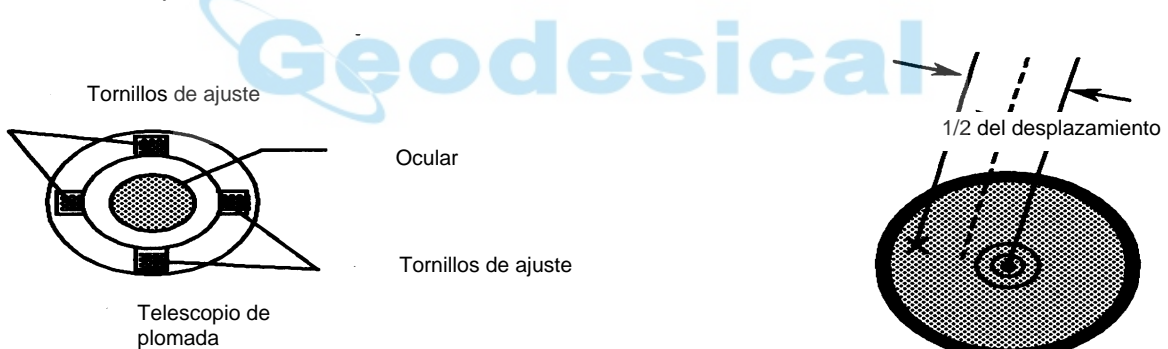 Geodesical
Tornillos de ajuste
1/2 del desplazamiento
Ocular
Tornillos de ajuste
Telescopio de
plomada